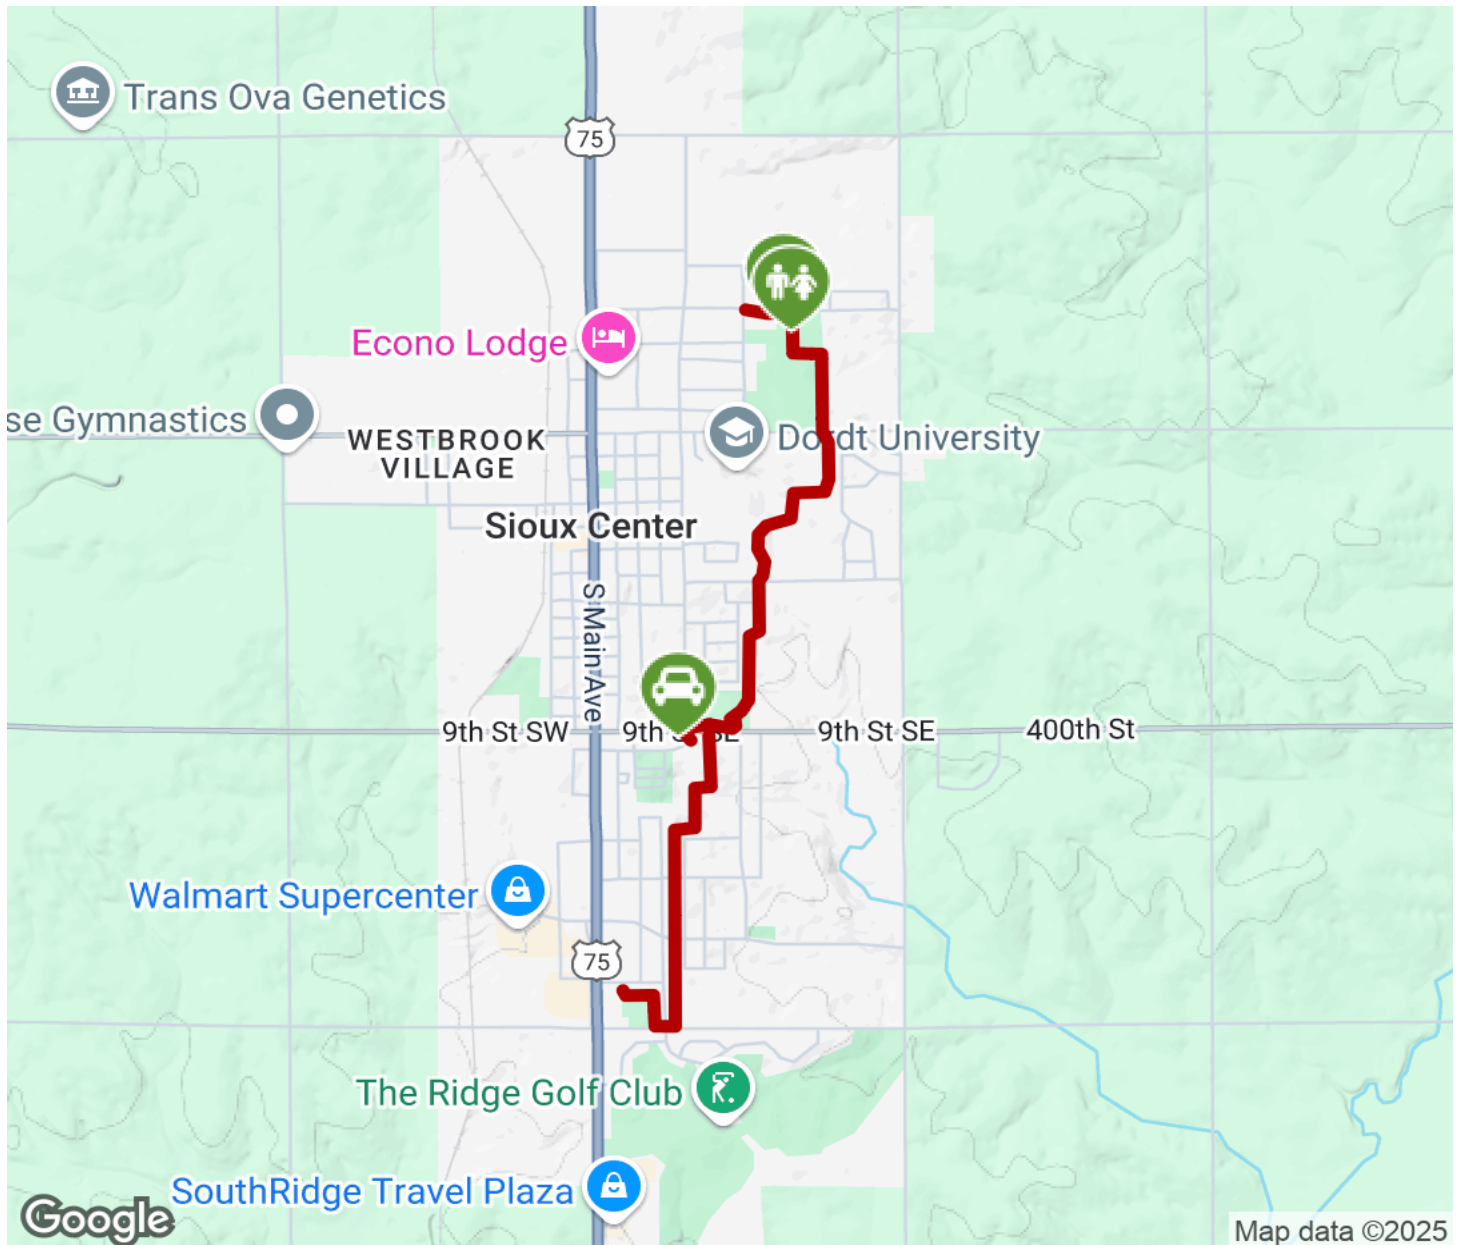 Trans Ova Genetics
75
Econo Lodge
se Gymnastics
WESTBROOK
VILLAGE
Dordt University
Sioux Center
S Main Ave
9th St SW
9th St SE
9th St SE
400th St
Walmart Supercenter
75
The Ridge Golf Club
SouthRidge Travel Plaza
Google
Map data ©2025